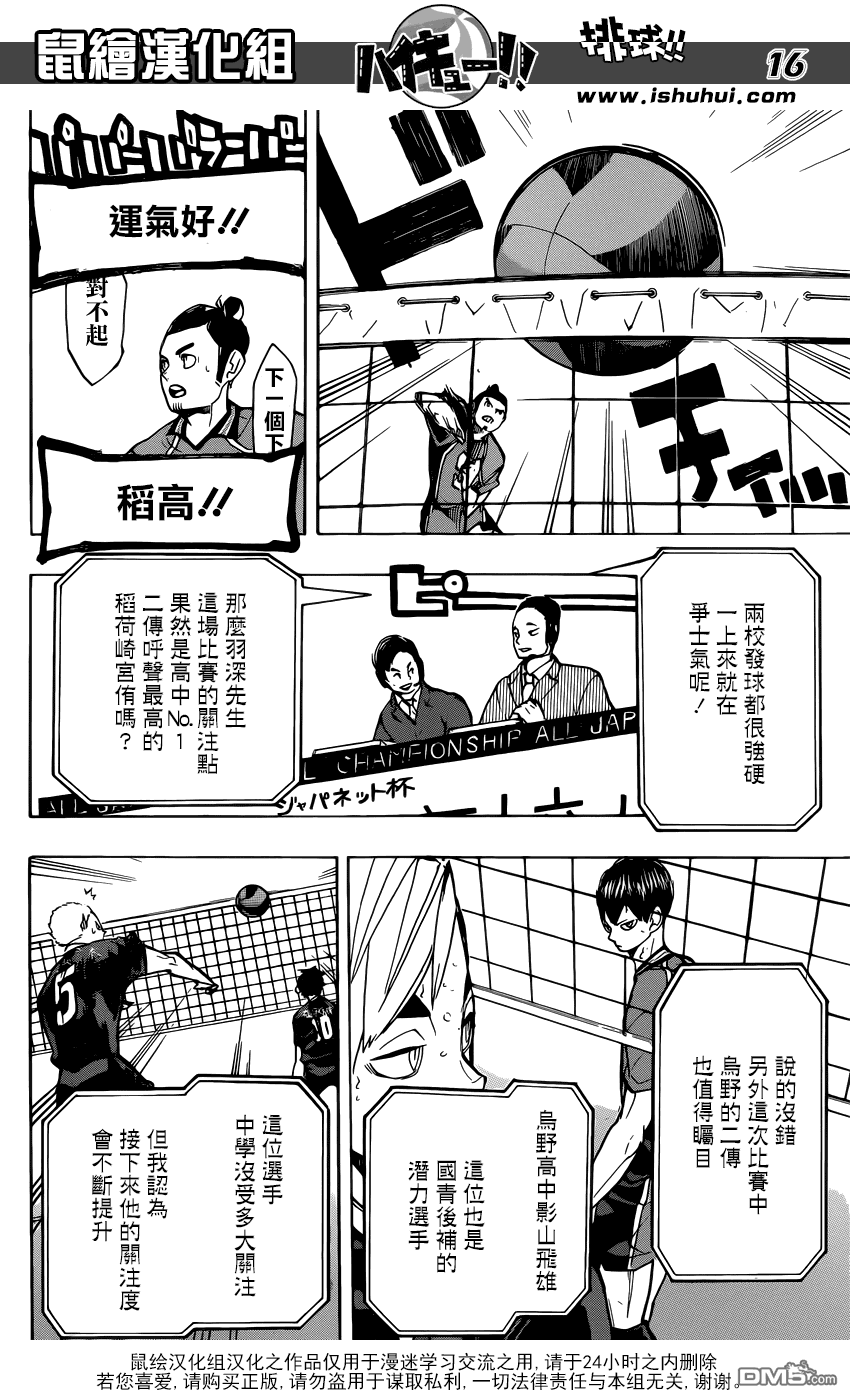 鼠繪漢化組
ハイキュー!!
排球!!
16
www.ishuhui.com
ドッ
チィィッ
パパーパラーパパ
運氣好!!
對不起
下一個下
稻高!!
兩校發球都很強硬
一上來就在
爭士氣呢!
ピー
那麼羽深先生
這場比賽的關注點
果然是高中No.1
二傳呼聲最高的
稻荷崎宮侑嗎?
L CHAMPIONSHIP ALL JAP
ALL JA
ジャパネット杯
說的沒錯
另外這次比賽中
烏野的二傳
也值得矚目
烏野高中影山飛雄
這位也是
國青後補的
潛力選手
5
10
這位選手
中學沒受多大關注
但我認為
接下來他的關注度
會不斷提升
鼠绘汉化组汉化之作品仅用于漫迷学习交流之用, 请于24小时之内删除
若您喜爱, 请购买正版, 请勿盗用于谋取私利, 一切法律责任与本组无关, 谢谢。
DM5.com